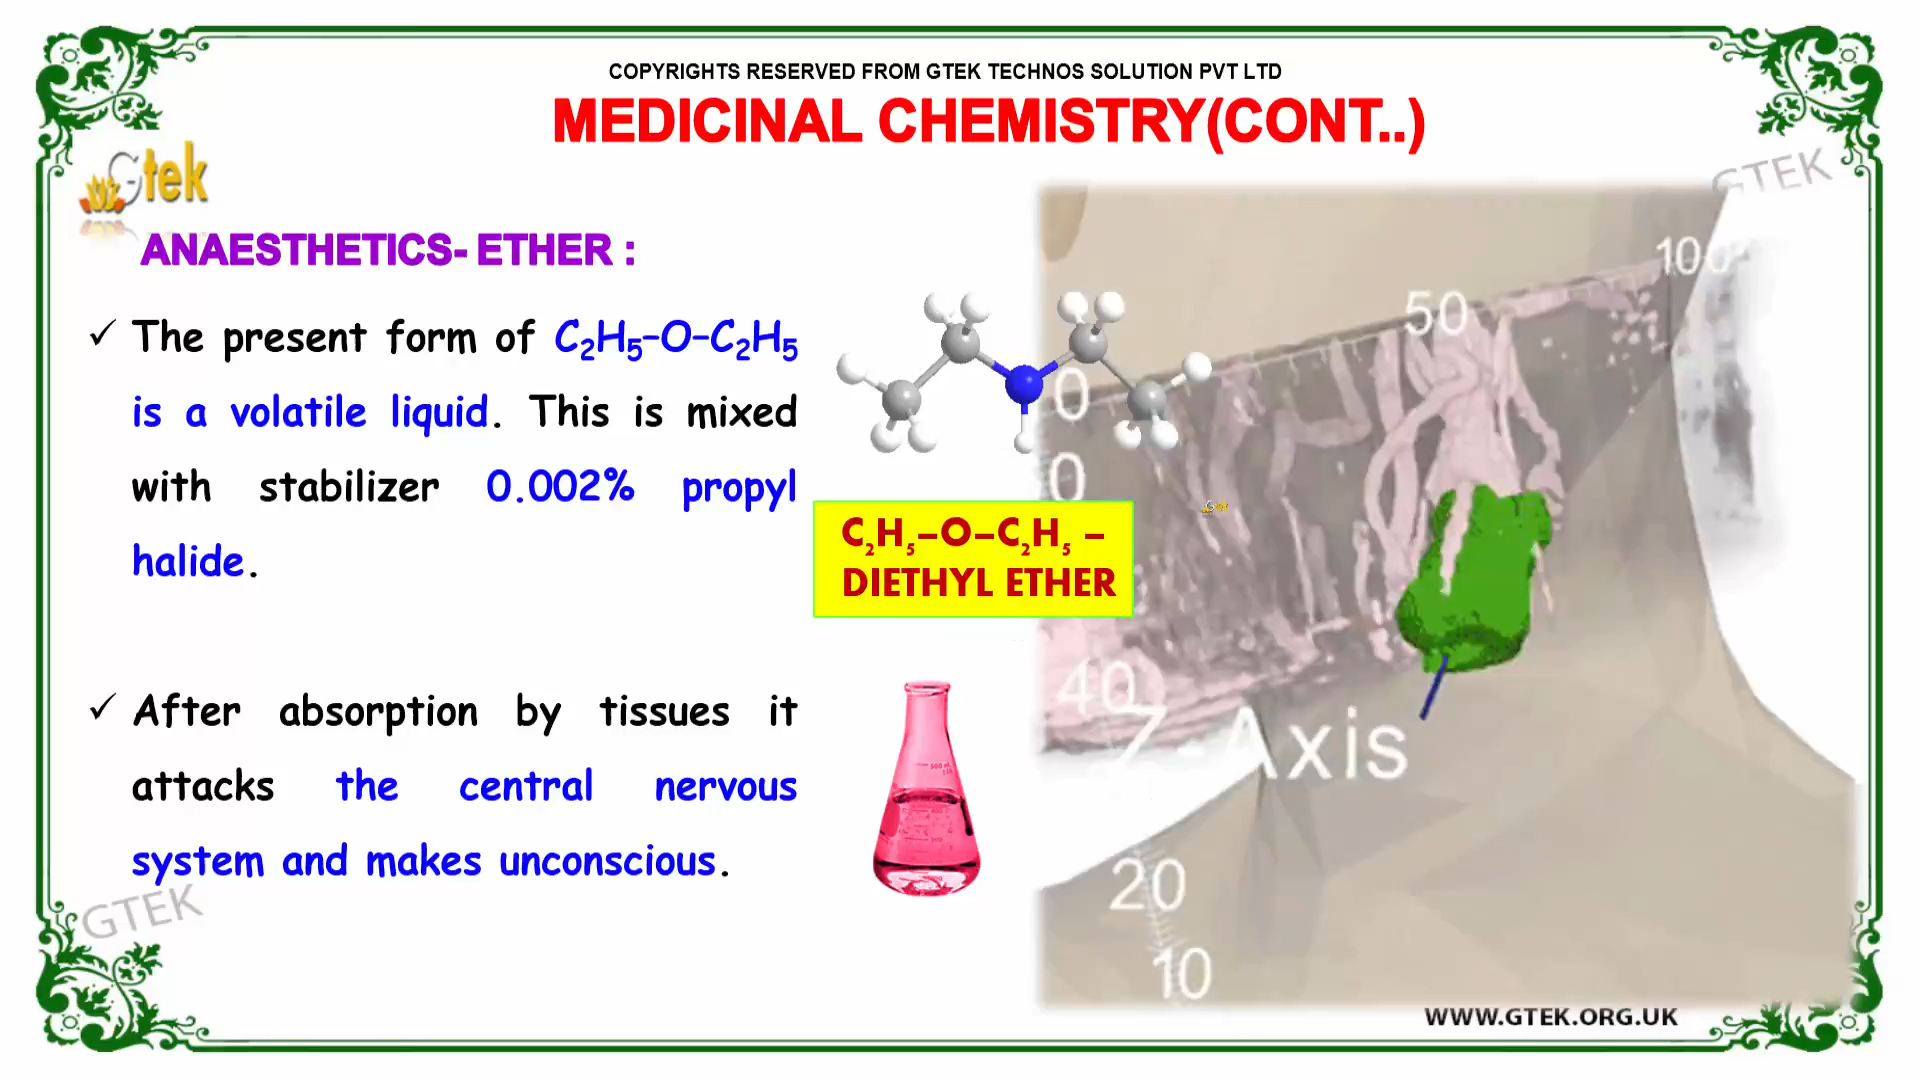 COPYRIGHTS RESERVED FROM GTEK TECHNOS SOLUTION PVT LTD
MEDICINAL CHEMISTRY(CONT..)
Gtek
GTEK
ANAESTHETICS- ETHER :
✓ The present form of C₂H₅–O–C₂H₅
is a volatile liquid. This is mixed
with stabilizer 0.002% propyl
halide.
✓ After absorption by tissues it
attacks the central nervous
system and makes unconscious.
C₂H₅–O–C₂H₅ –
DIETHYL ETHER
100
50
0
0
40
Z-Axis
20
10
GTEK
WWW.GTEK.ORG.UK